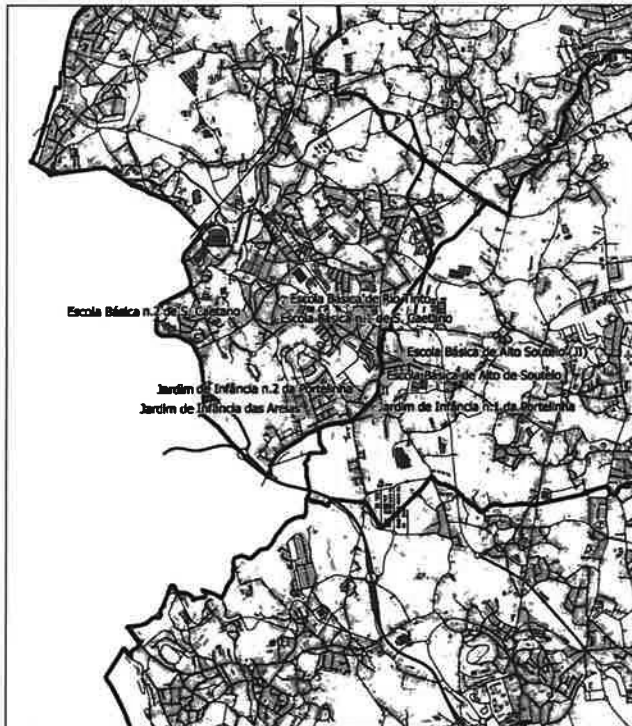 Escola Básica de Rio Tinto
Escola Básica n.2 de S. Caetano
Escola Básica n.1 de S. Caetano
Escola Básica de Alto Soutelo (II)
Escola Básica de Alto de Soutelo
Jardim de Infância n.2 da Portelinha
Jardim de Infância das Areias
Jardim de Infância n.1 da Portelinha